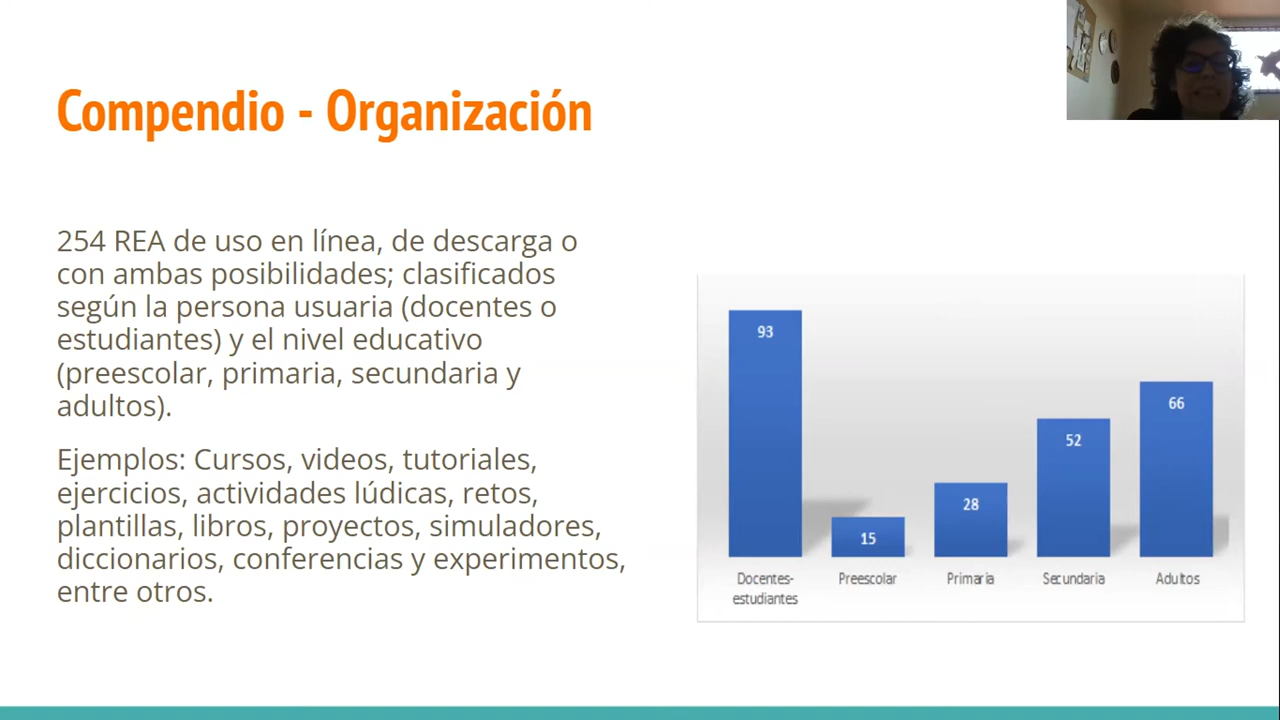 Compendio - Organización
254 REA de uso en línea, de descarga o
con ambas posibilidades; clasificados
según la persona usuaria (docentes o
estudiantes) y el nivel educativo
(preescolar, primaria, secundaria y
adultos).
Ejemplos: Cursos, videos, tutoriales,
ejercicios, actividades lúdicas, retos,
plantillas, libros, proyectos, simuladores,
diccionarios, conferencias y experimentos,
entre otros.
93
15
28
52
66
Docentes-
estudiantes
Preescolar
Primaria
Secundaria
Adultos